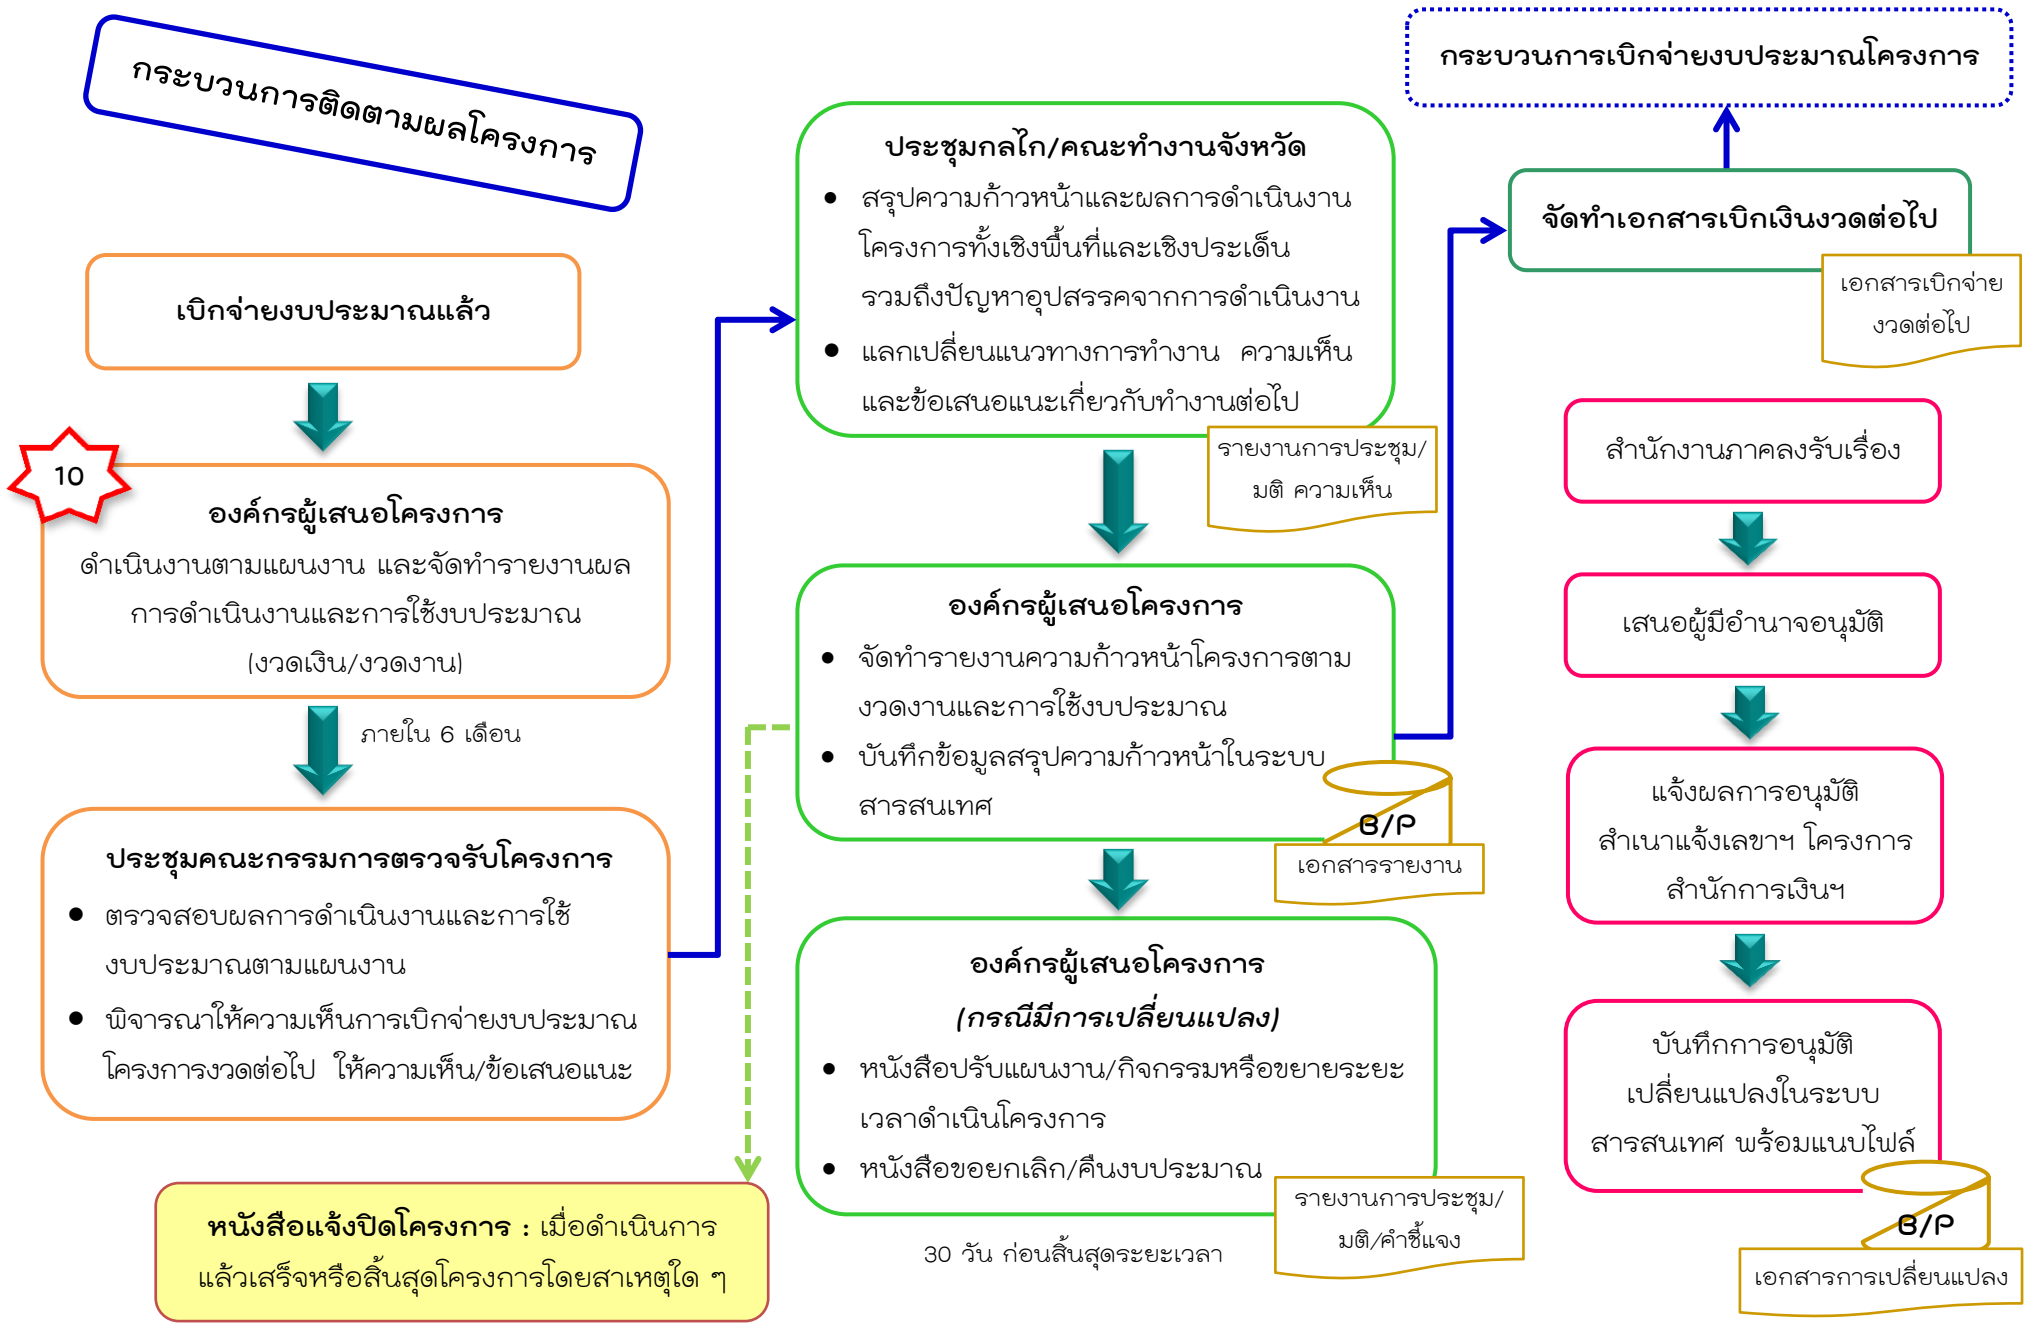 กระบวนการติดตามผลโครงการ
เบิกจ่ายงบประมาณแล้ว
10
องค์กรผู้เสนอโครงการ
ดำเนินงานตามแผนงาน และจัดทำรายงานผล
การดำเนินงานและการใช้งบประมาณ
(งวดเงิน/งวดงาน)
ภายใน 6 เดือน
ประชุมคณะกรรมการตรวจรับโครงการ
● ตรวจสอบผลการดำเนินงานและการใช้
งบประมาณตามแผนงาน
● พิจารณาให้ความเห็นการเบิกจ่ายงบประมาณ
โครงการงวดต่อไป ให้ความเห็น/ข้อเสนอแนะ
หนังสือแจ้งปิดโครงการ : เมื่อดำเนินการ
แล้วเสร็จหรือสิ้นสุดโครงการโดยสาเหตุใด ๆ
ประชุมกลไก/คณะทำงานจังหวัด
● สรุปความก้าวหน้าและผลการดำเนินงาน
โครงการทั้งเชิงพื้นที่และเชิงประเด็น
รวมถึงปัญหาอุปสรรคจากการดำเนินงาน
● แลกเปลี่ยนแนวทางการทำงาน ความเห็น
และข้อเสนอแนะเกี่ยวกับทำงานต่อไป
รายงานการประชุม/
มติ ความเห็น
องค์กรผู้เสนอโครงการ
● จัดทำรายงานความก้าวหน้าโครงการตาม
งวดงานและการใช้งบประมาณ
● บันทึกข้อมูลสรุปความก้าวหน้าในระบบ
สารสนเทศ
B/P
เอกสารรายงาน
องค์กรผู้เสนอโครงการ
(กรณีมีการเปลี่ยนแปลง)
● หนังสือปรับแผนงาน/กิจกรรมหรือขยายระยะ
เวลาดำเนินโครงการ
● หนังสือขอยกเลิก/คืนงบประมาณ
รายงานการประชุม/
มติ/คำชี้แจง
30 วัน ก่อนสิ้นสุดระยะเวลา
กระบวนการเบิกจ่ายงบประมาณโครงการ
จัดทำเอกสารเบิกเงินงวดต่อไป
เอกสารเบิกจ่าย
งวดต่อไป
สำนักงานภาคลงรับเรื่อง
เสนอผู้มีอำนาจอนุมัติ
แจ้งผลการอนุมัติ
สำเนาแจ้งเลขาฯ โครงการ
สำนักการเงินฯ
บันทึกการอนุมัติ
เปลี่ยนแปลงในระบบ
สารสนเทศ พร้อมแนบไฟล์
B/P
เอกสารการเปลี่ยนแปลง